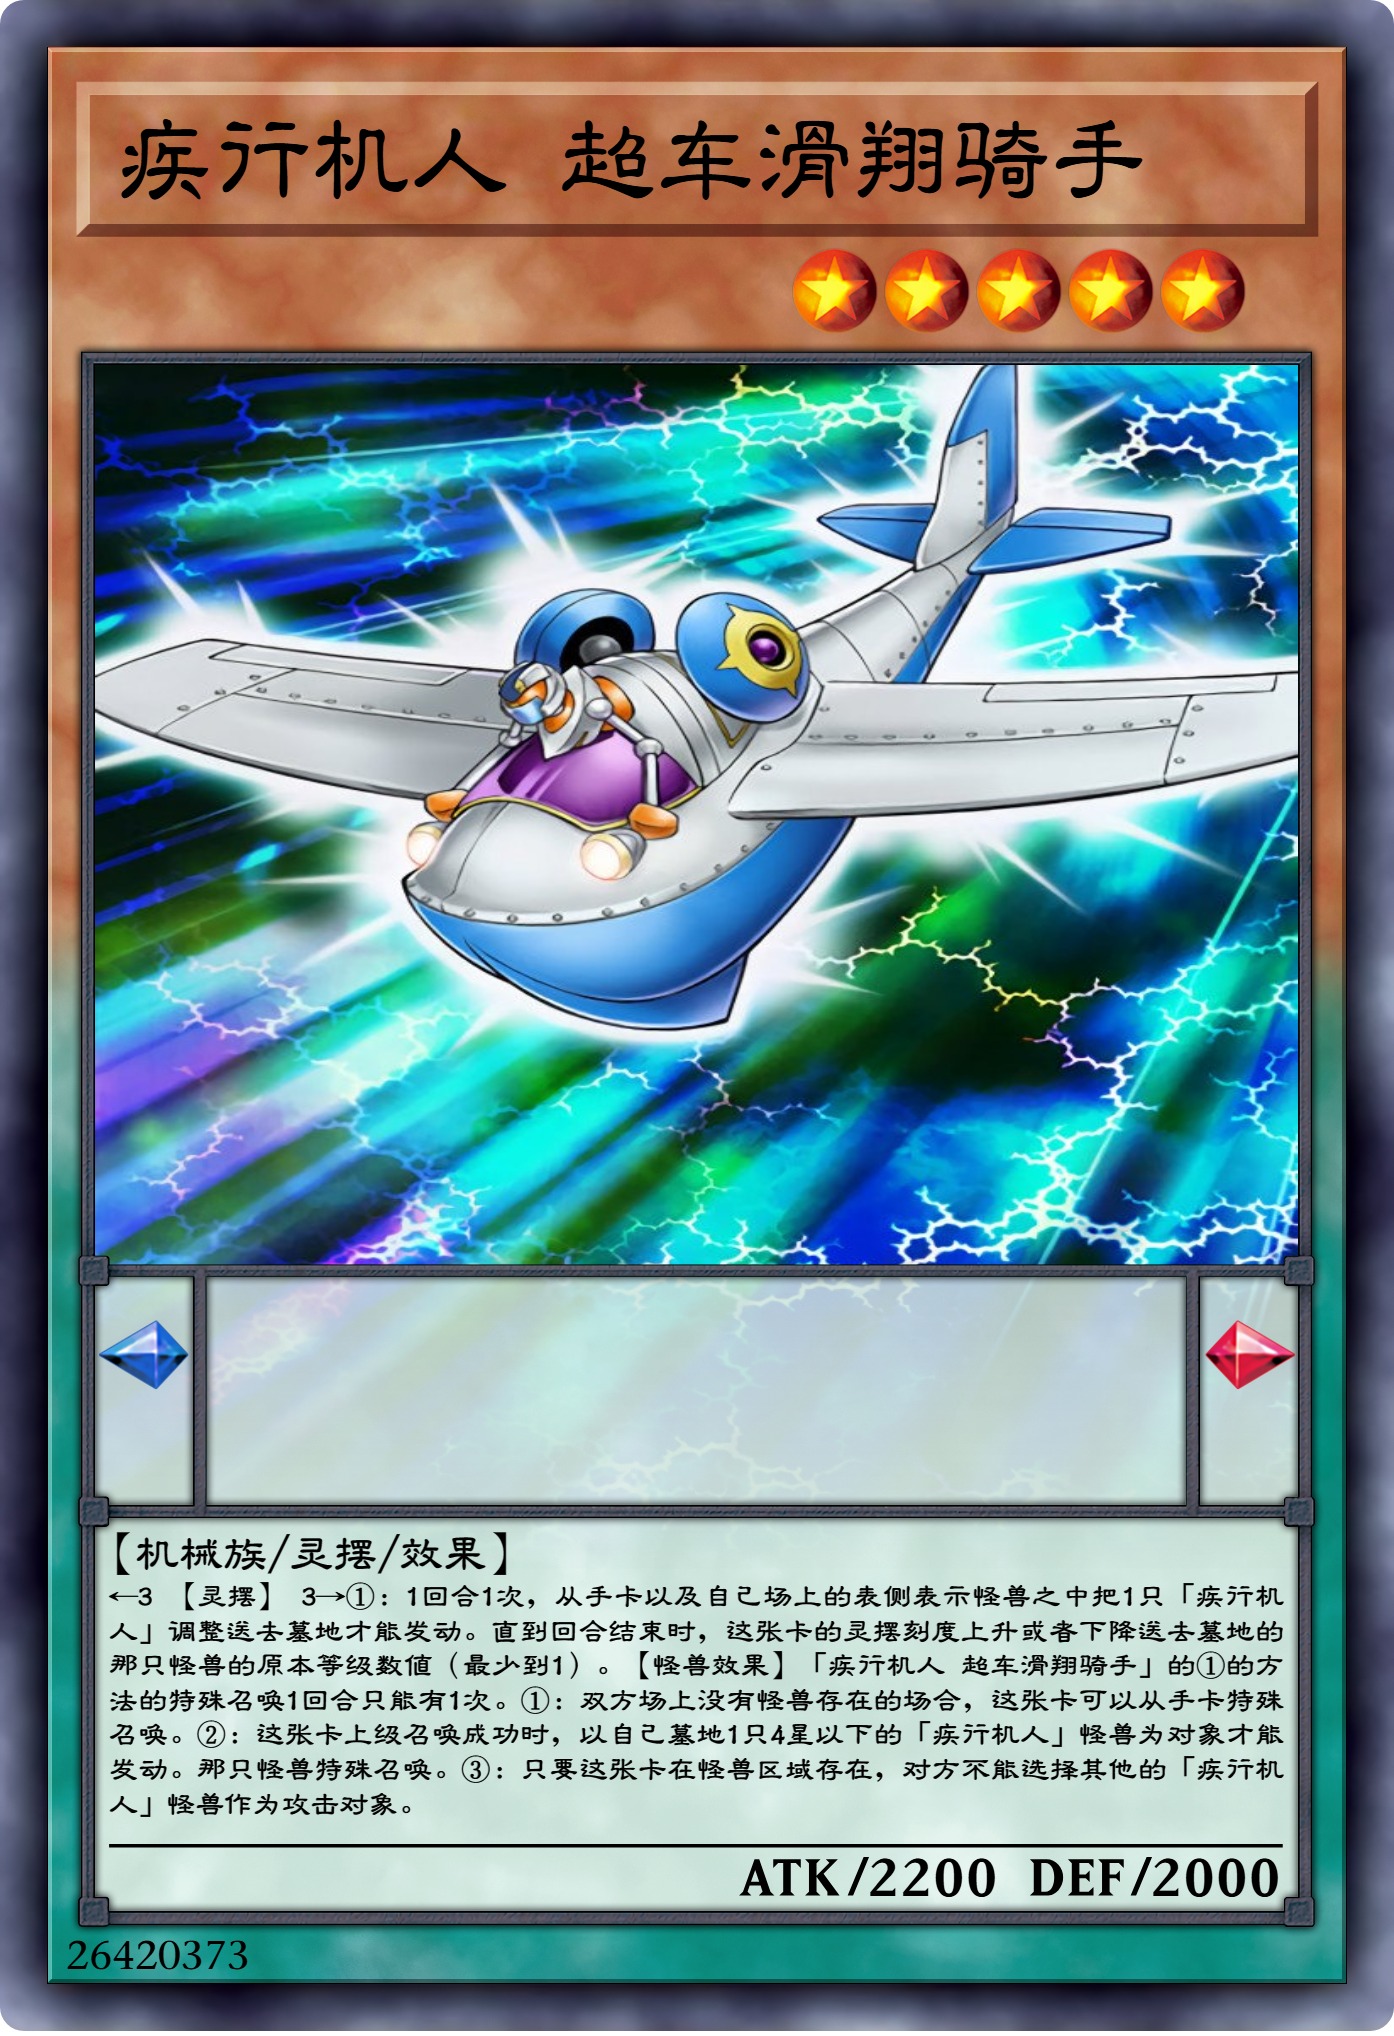 疾行机人 超车滑翔骑手
【机械族/灵摆/效果】
←3 【灵摆】 3→①：1回合1次，从手卡以及自己场上的表侧表示怪兽之中把1只「疾行机
人」调整送去墓地才能发动。直到回合结束时，这张卡的灵摆刻度上升或者下降送去墓地的
那只怪兽的原本等级数值（最少到1）。【怪兽效果】「疾行机人 超车滑翔骑手」的①的方
法的特殊召唤1回合只能有1次。①：双方场上没有怪兽存在的场合，这张卡可以从手卡特殊
召唤。②：这张卡上级召唤成功时，以自己墓地1只4星以下的「疾行机人」怪兽为对象才能
发动。那只怪兽特殊召唤。③：只要这张卡在怪兽区域存在，对方不能选择其他的「疾行机
人」怪兽作为攻击对象。
ATK/2200 DEF/2000
26420373